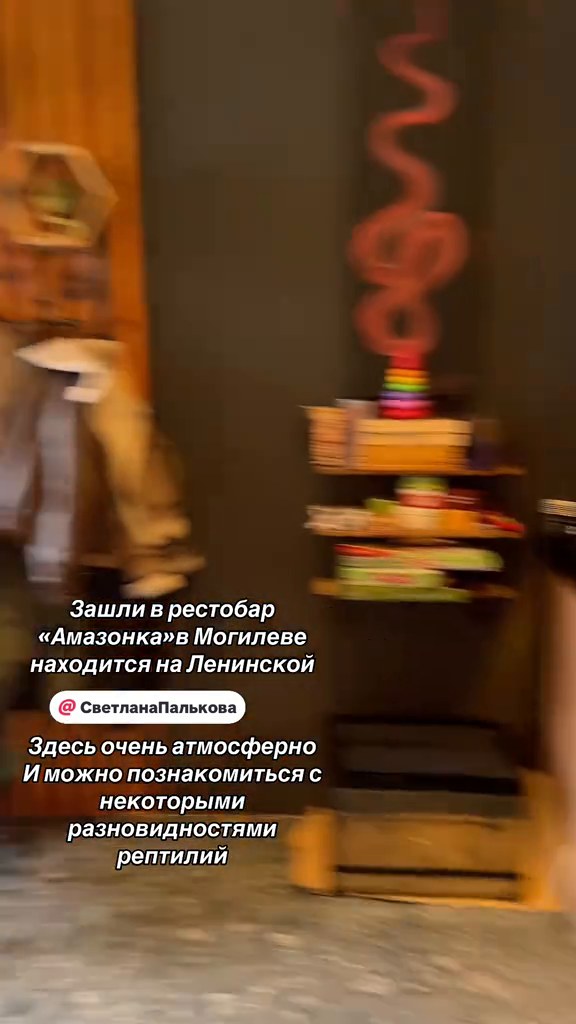 Зашли в рестобар
«Амазонка»в Могилеве
находится на Ленинской
@ СветланаПалькова
Здесь очень атмосферно
И можно познакомиться с
некоторыми
разновидностями
рептилий